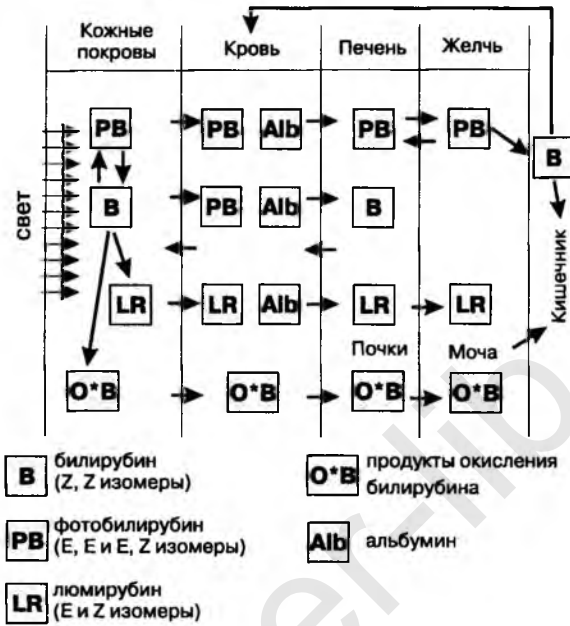 Кожные
покровы
Кровь
Печень
Желчь
свет
PB
PB Alb
PB
PB
B
B
PB Alb
B
Кишечник
LR
LR Alb
LR
LR
Почки
Моча
O*B
O*B
O*B
O*B
B
билирубин
(Z, Z изомеры)
O*B
продукты окисления
билирубина
PB
фотобилирубин
(E, E и E, Z изомеры)
Alb
альбумин
LR
люмирубин
(E и Z изомеры)